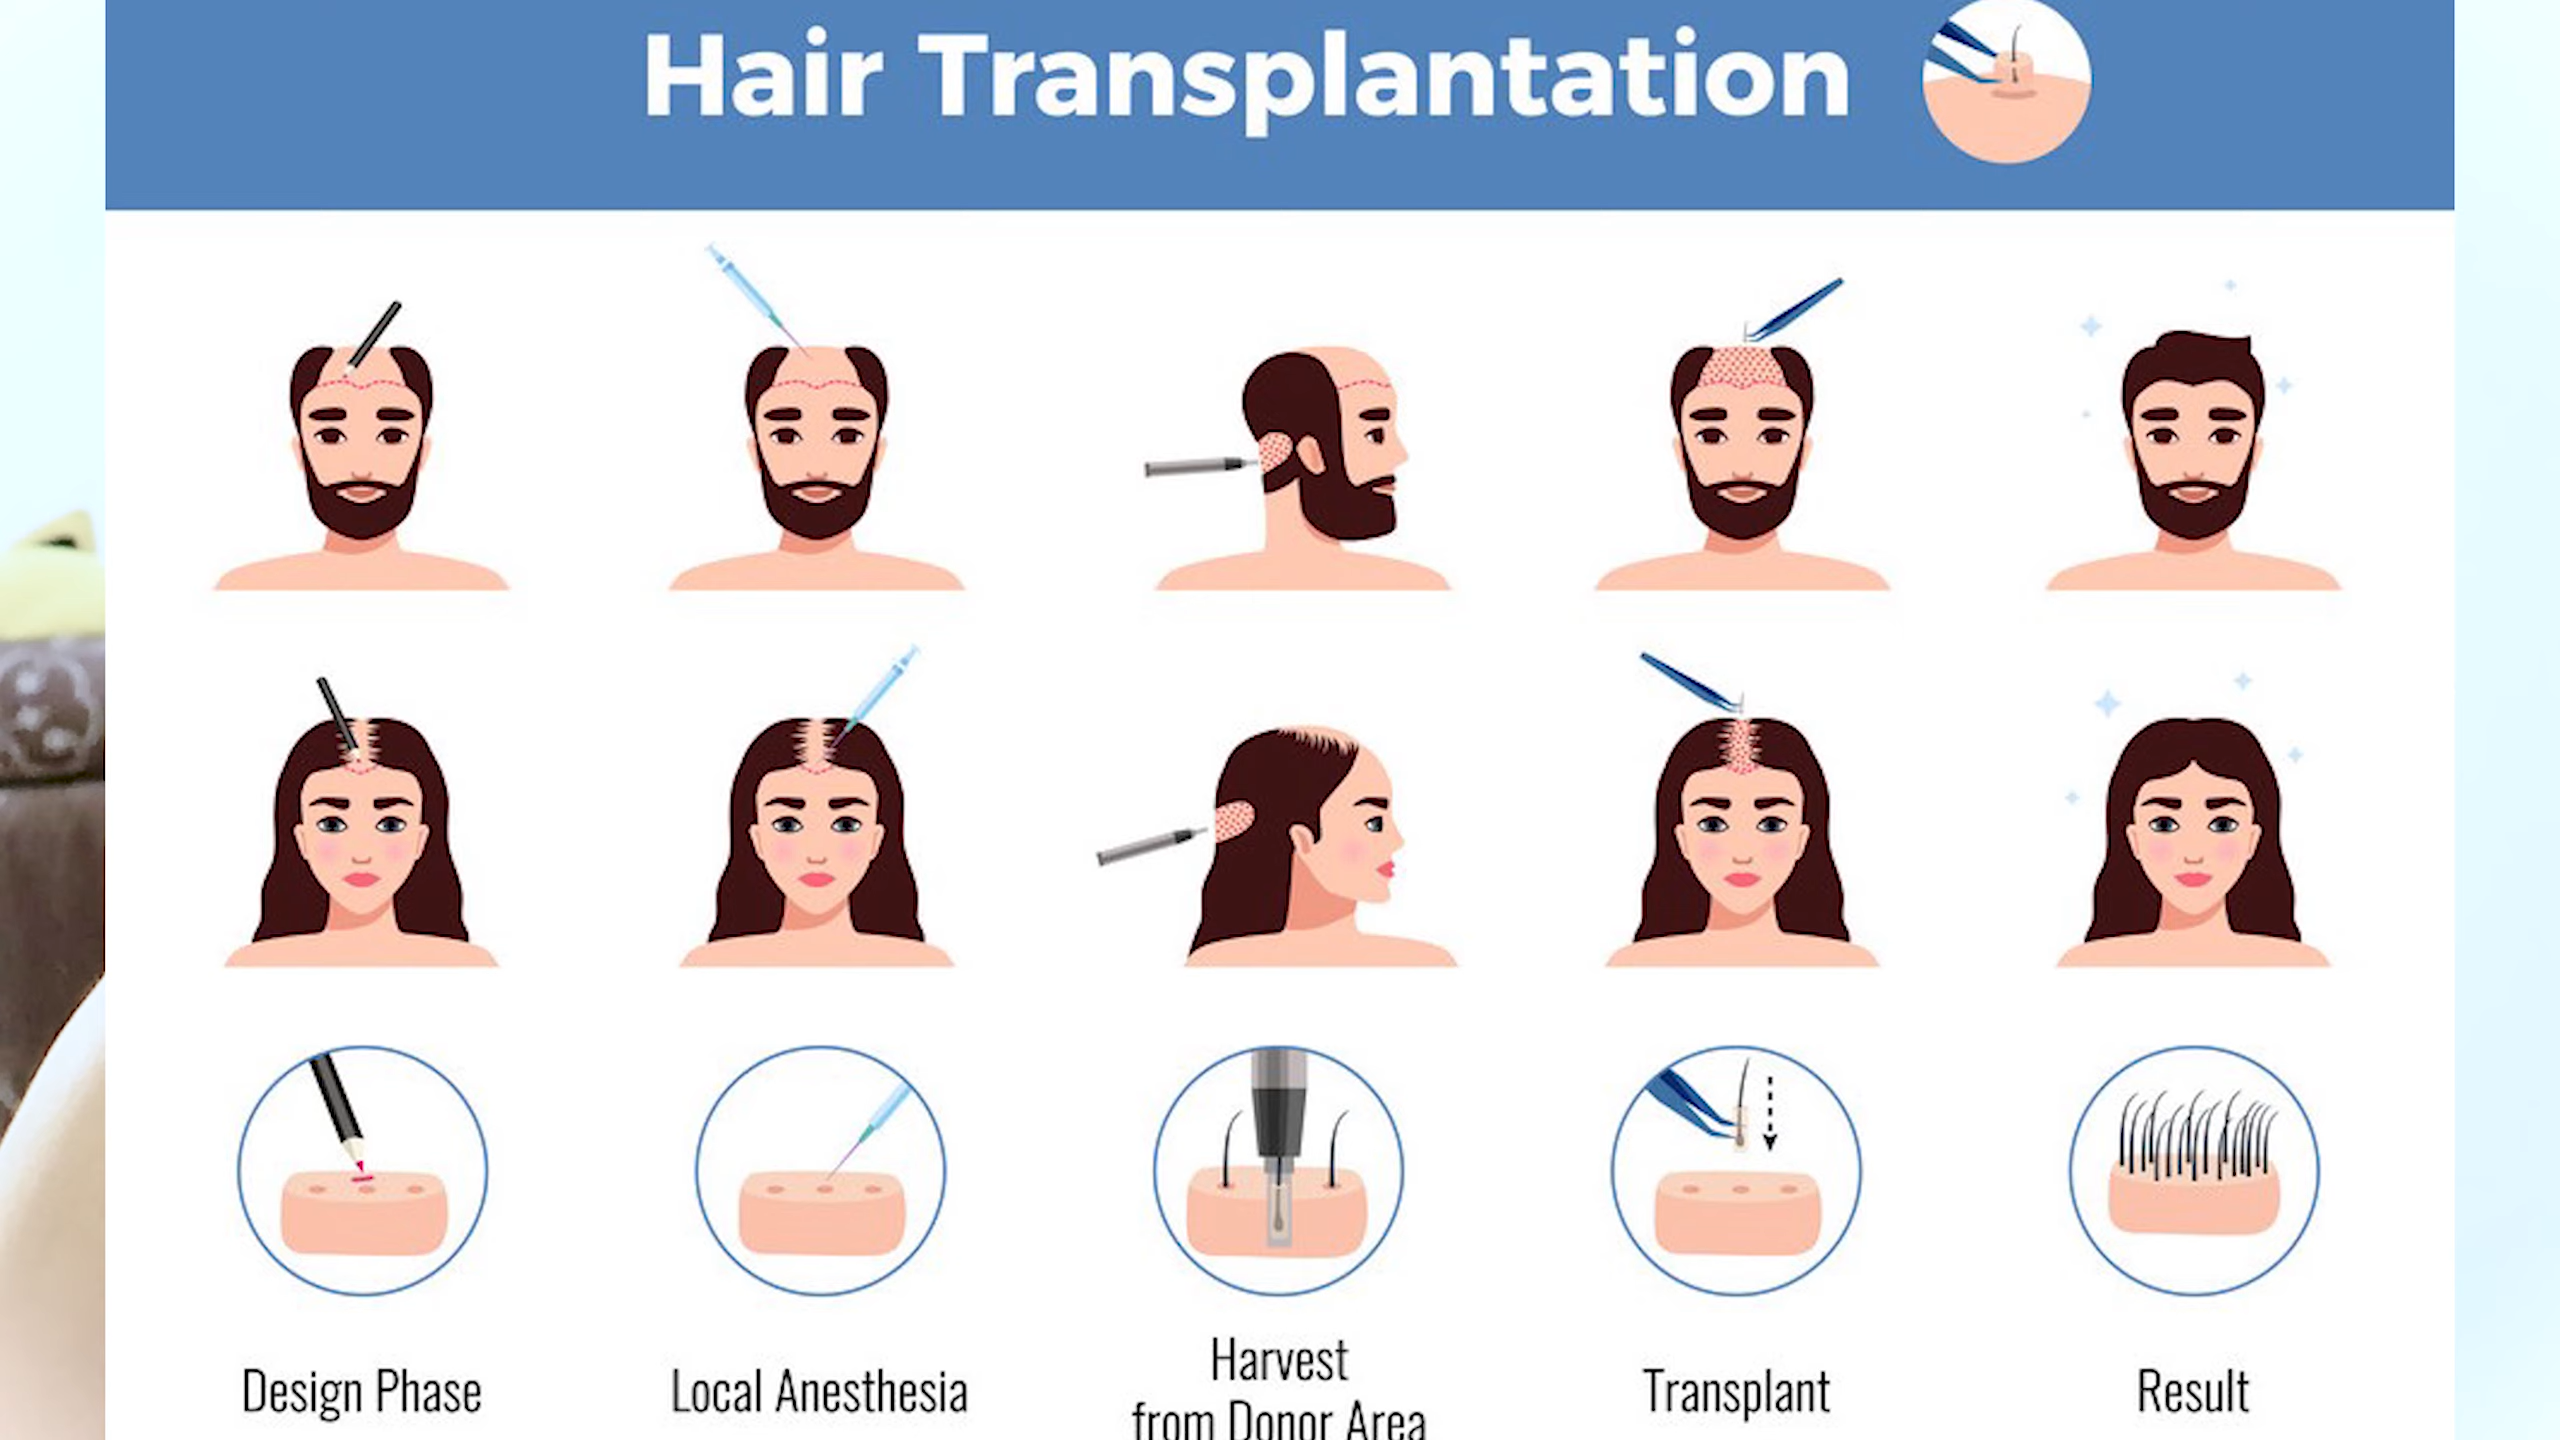 Hair Transplantation
Design Phase
Local Anesthesia
Harvest
from Donor Area
Transplant
Result